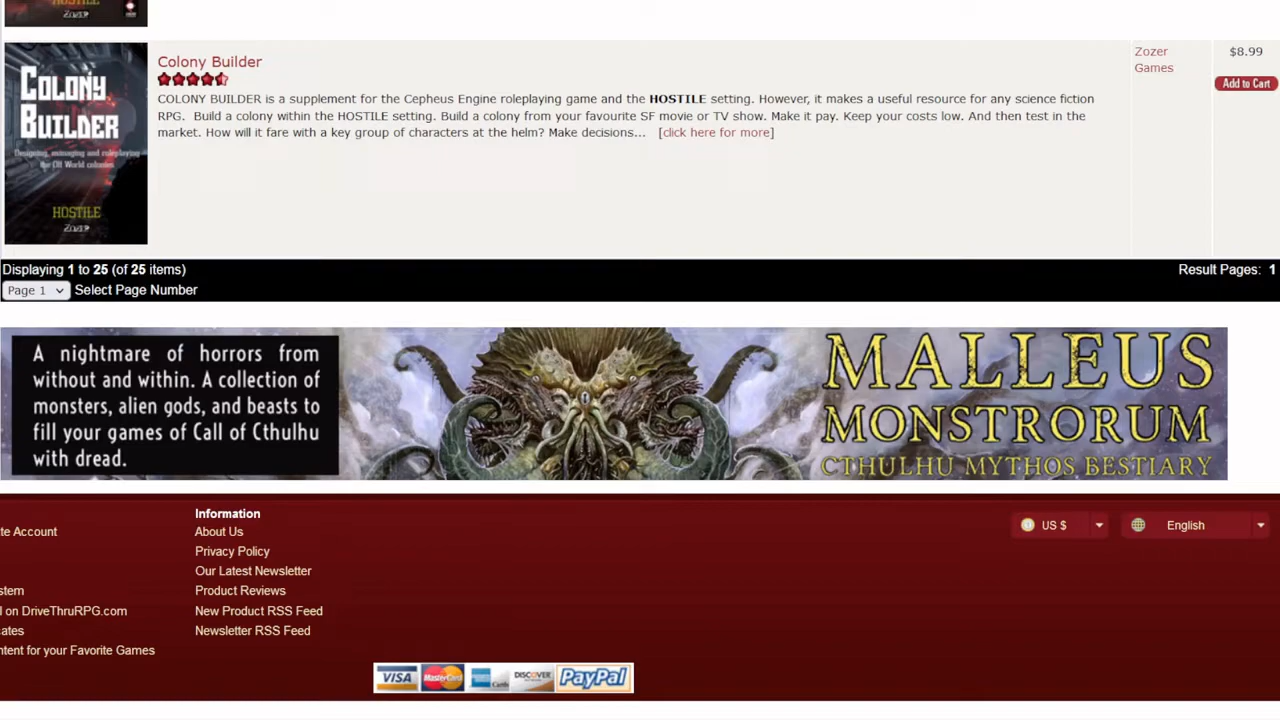 ZOZER
Colony Builder
COLONY BUILDER is a supplement for the Cepheus Engine roleplaying game and the HOSTILE setting. However, it makes a useful resource for any science fiction
RPG. Build a colony within the HOSTILE setting. Build a colony from your favourite SF movie or TV show. Make it pay. Keep your costs low. And then test in the
market. How will it fare with a key group of characters at the helm? Make decisions... [click here for more]
Zozer
Games
$8.99
Add to Cart
COLONY
BUILDER
Designing, managing and roleplaying
the Off World colonies
HOSTILE
ZOZER
Displaying 1 to 25 (of 25 items)
Result Pages: 1
Page 1 Select Page Number
A nightmare of horrors from
without and within. A collection of
monsters, alien gods, and beasts to
fill your games of Call of Cthulhu
with dread.
MALLEUS
MONSTRORUM
CTHULHU MYTHOS BESTIARY
te Account
stem
l on DriveThruRPG.com
cates
ntent for your Favorite Games
Information
About Us
Privacy Policy
Our Latest Newsletter
Product Reviews
New Product RSS Feed
Newsletter RSS Feed
US $
English
VISA
MasterCard
DISCOVER
PayPal